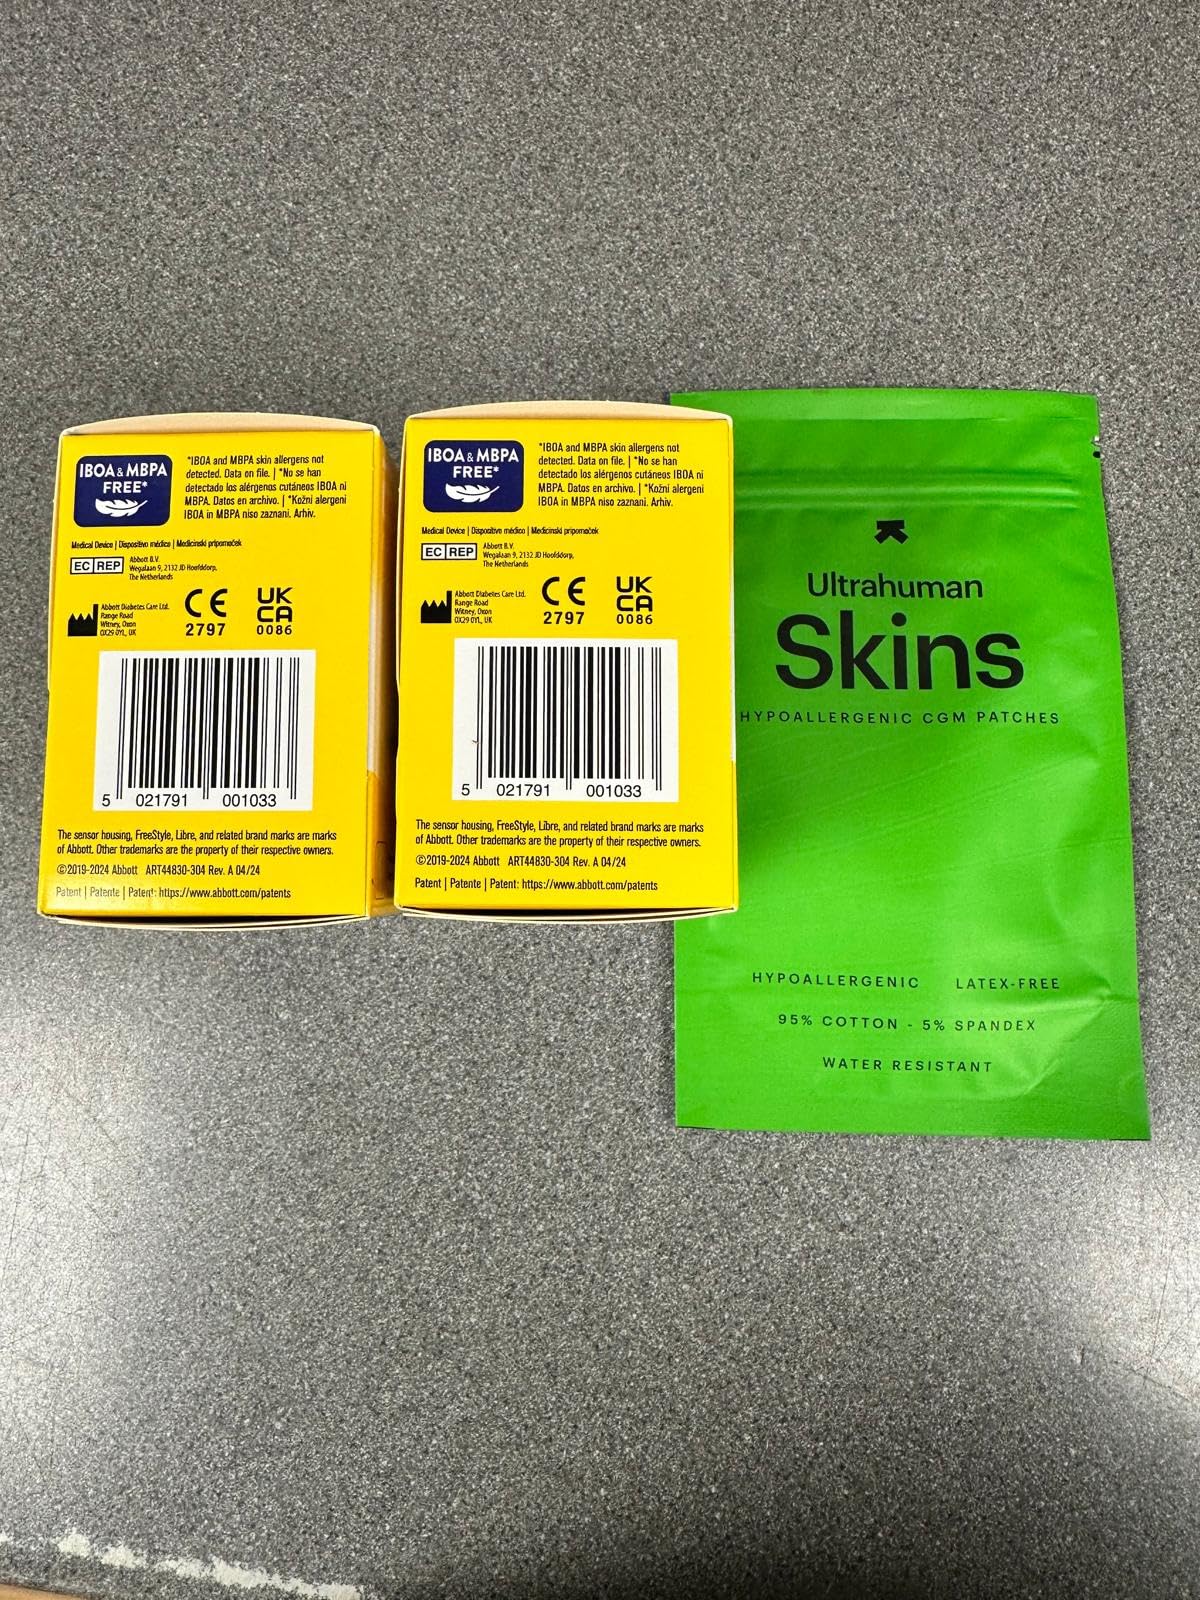 IBOA & MBPA
FREE*
*IBOA and MBPA skin allergens not
detected. Data on file. | *No se han
detectado los alérgenos cutáneos IBOA ni
MBPA. Datos en archivo. | *Kožni alergeni
IBOA in MBPA niso zaznani. Arhiv.
Medical Device | Dispositivo médico | Medicinski pripomoček
EC REP
Abbott B.V.
Wegalaan 9, 2132 JD Hoofddorp,
The Netherlands
Abbott Diabetes Care Ltd.
Range Road
Witney, Oxon
OX29 0YL, UK
CE
2797
UK
CA
0086
5 021791 001033
The sensor housing, FreeStyle, Libre, and related brand marks are marks
of Abbott. Other trademarks are the property of their respective owners.
©2019-2024 Abbott ART44830-304 Rev. A 04/24
Patent | Patente | Patent: https://www.abbott.com/patents
IBOA & MBPA
FREE*
*IBOA and MBPA skin allergens not
detected. Data on file. | *No se han
detectado los alérgenos cutáneos IBOA ni
MBPA. Datos en archivo. | *Kožni alergeni
IBOA in MBPA niso zaznani. Arhiv.
Medical Device | Dispositivo médico | Medicinski pripomoček
EC REP
Abbott B.V.
Wegalaan 9, 2132 JD Hoofddorp,
The Netherlands
Abbott Diabetes Care Ltd.
Range Road
Witney, Oxon
OX29 0YL, UK
CE
2797
UK
CA
0086
5 021791 001033
The sensor housing, FreeStyle, Libre, and related brand marks are marks
of Abbott. Other trademarks are the property of their respective owners.
©2019-2024 Abbott ART44830-304 Rev. A 04/24
Patent | Patente | Patent: https://www.abbott.com/patents
Ultrahuman
Skins
HYPOALLERGENIC CGM PATCHES
HYPOALLERGENIC LATEX-FREE
95% COTTON - 5% SPANDEX
WATER RESISTANT